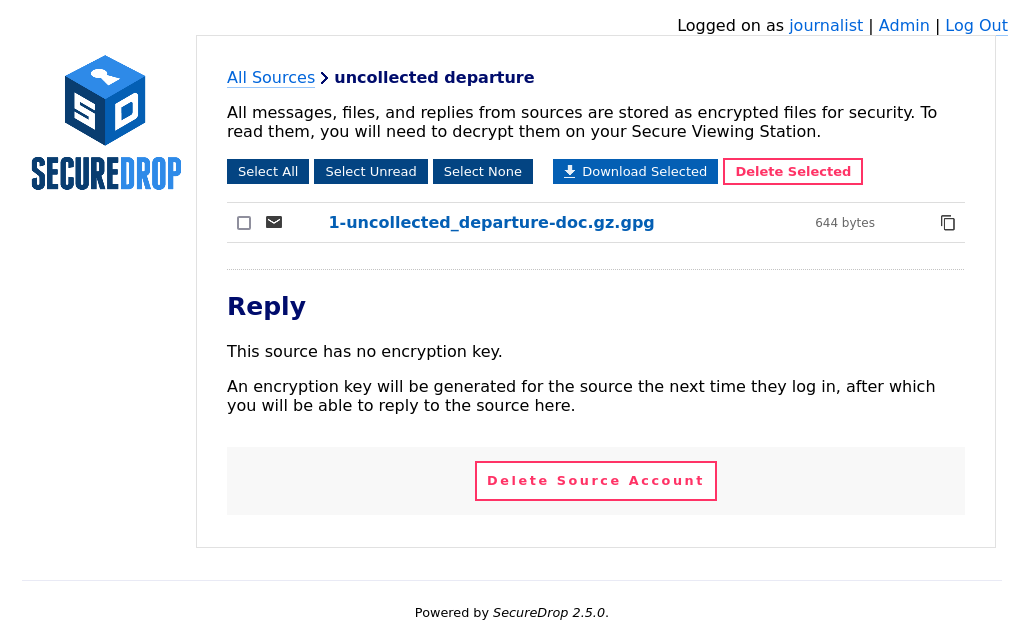 Logged on as journalist | Admin | Log Out
SD
SECUREDROP
All Sources > uncollected departure
All messages, files, and replies from sources are stored as encrypted files for security. To
read them, you will need to decrypt them on your Secure Viewing Station.
Select All Select Unread Select None Download Selected Delete Selected
1-uncollected_departure-doc.gz.gpg 644 bytes
Reply
This source has no encryption key.
An encryption key will be generated for the source the next time they log in, after which
you will be able to reply to the source here.
Delete Source Account
Powered by SecureDrop 2.5.0.